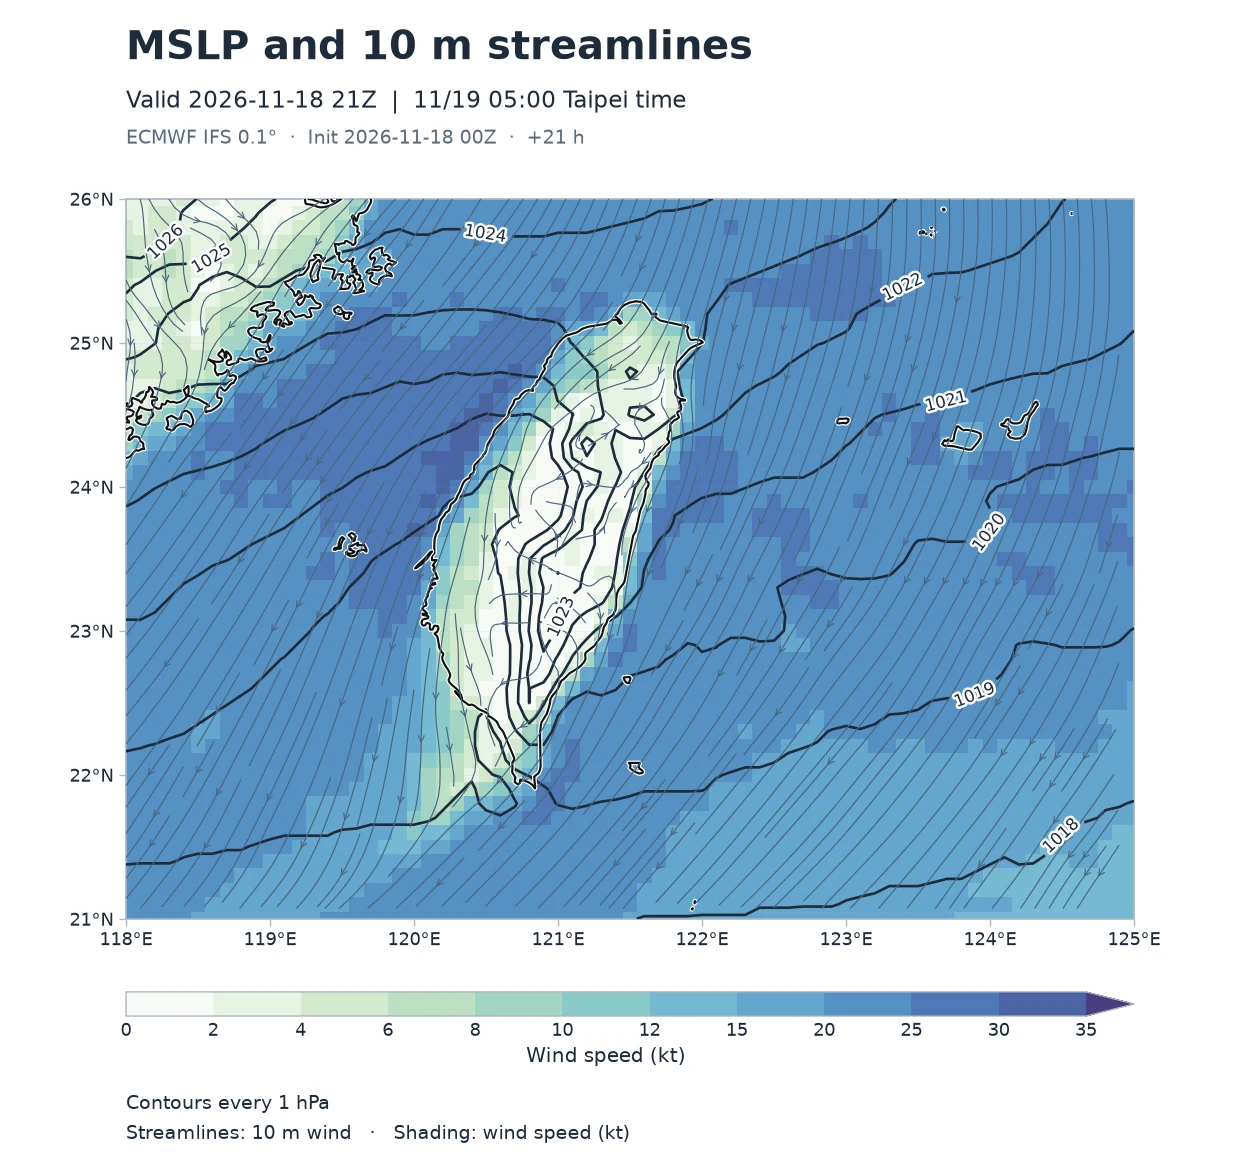 MSLP and 10 m streamlines
Valid 2026-11-18 21Z | 11/19 05:00 Taipei time
ECMWF IFS 0.1° · Init 2026-11-18 00Z · +21 h
26°N
25°N
24°N
23°N
22°N
21°N
1026
1025
1024
1022
1021
1020
1023
1019
1018
118°E 119°E 120°E 121°E 122°E 123°E 124°E 125°E
0 2 4 6 8 10 12 15 20 25 30 35
Wind speed (kt)
Contours every 1 hPa
Streamlines: 10 m wind · Shading: wind speed (kt)